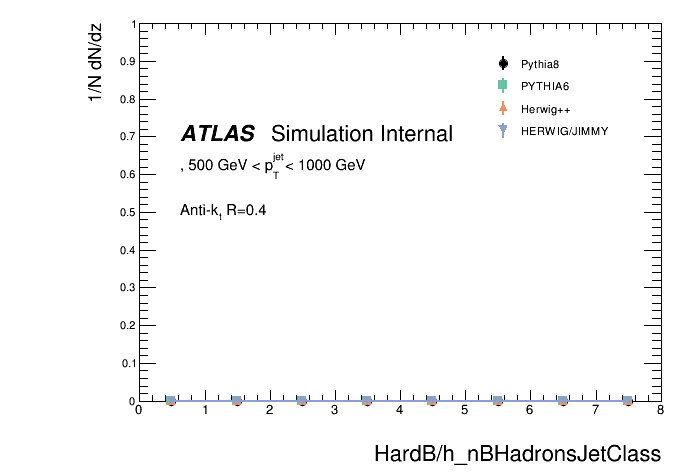 1/N dN/dz
1
0.9
0.8
0.7
0.6
0.5
0.4
0.3
0.2
0.1
0
Pythia8
PYTHIA6
Herwig++
HERWIG/JIMMY
ATLAS Simulation Internal
, 500 GeV < p_T^jet < 1000 GeV
Anti-k_t R=0.4
0 1 2 3 4 5 6 7 8
HardB/h_nBHadronsJetClass